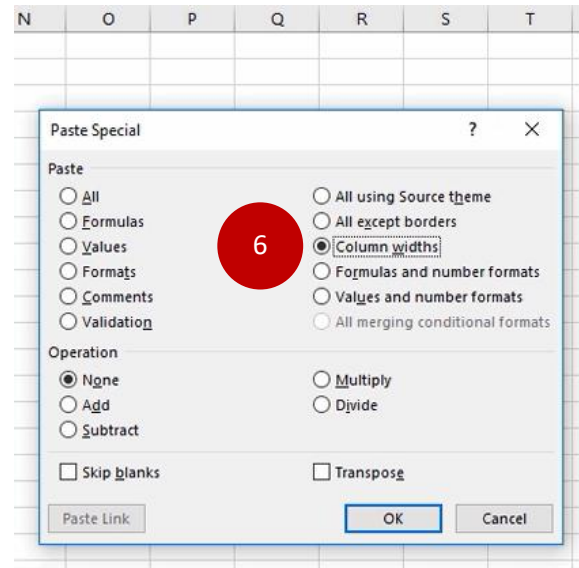 N O P Q R S T
Paste Special ? X
Paste
All
Formulas
Values
Formats
Comments
Validation
All using Source theme
All except borders
6
Column widths
Formulas and number formats
Values and number formats
All merging conditional formats
Operation
None
Add
Subtract
Multiply
Divide
Skip blanks
Transpose
Paste Link
OK
Cancel